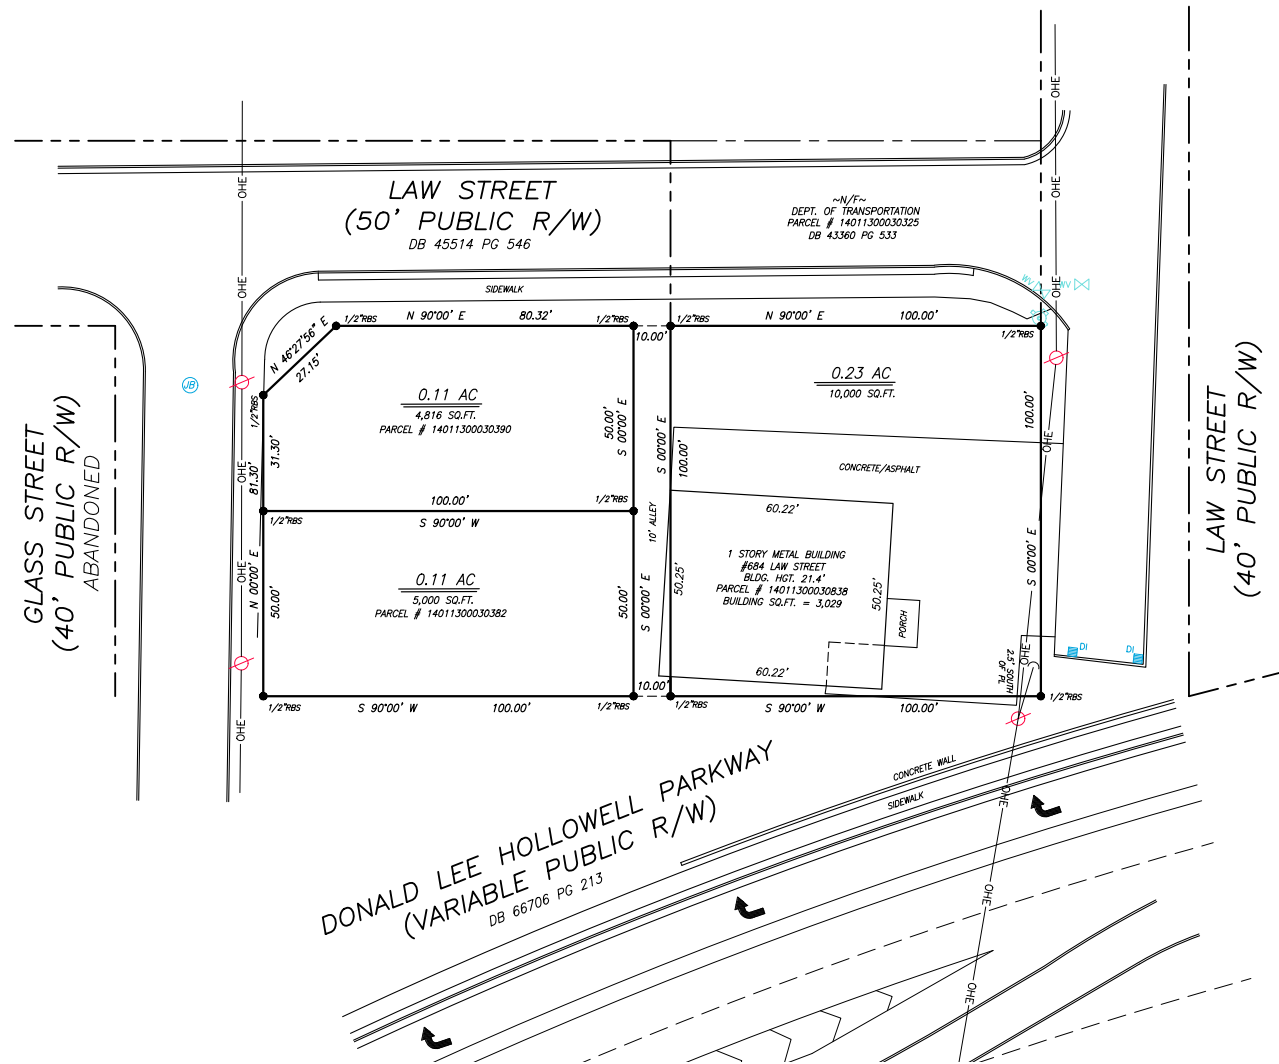 OHE
OHE
OHE
LAW STREET
(50' PUBLIC R/W)
DB 45514 PG 546
~N/F~
DEPT. OF TRANSPORTATION
PARCEL # 14011300030325
DB 43360 PG 533
OHE
OHE
SIDEWALK
WV
WV
1/2"RBS
N 90°00' E
80.32'
1/2"RBS
10.00'
1/2"RBS
N 90°00' E
100.00'
1/2"RBS
N 46°27'56" E
27.15'
JB
1/2"RBS
0.11 AC
4,816 SQ.FT.
PARCEL # 14011300030390
50.00'
S 00°00' E
S 00°00' E
100.00'
0.23 AC
10,000 SQ.FT.
100.00'
OHE
31.30'
81.30'
OHE
CONCRETE/ASPHALT
100.00'
S 90°00' W
1/2"RBS
1/2"RBS
10' ALLEY
60.22'
1 STORY METAL BUILDING
#684 LAW STREET
BLDG. HGT. 21.4'
PARCEL # 14011300030838
BUILDING SQ.FT. = 3,029
50.25'
50.25'
PORCH
S 00°00' E
GLASS STREET
(40' PUBLIC R/W)
ABANDONED
LAW STREET
(40' PUBLIC R/W)
OHE
N 00°00' E
50.00'
0.11 AC
5,000 SQ.FT.
PARCEL # 14011300030382
50.00'
S 00°00' E
60.22'
2.5' SOUTH
OF PL
OHE
DI
DI
10.00'
1/2"RBS
S 90°00' W
100.00'
1/2"RBS
1/2"RBS
S 90°00' W
100.00'
1/2"RBS
OHE
CONCRETE WALL
SIDEWALK
OHE
DONALD LEE HOLLOWELL PARKWAY
(VARIABLE PUBLIC R/W)
DB 66706 PG 213
OHE
OHE